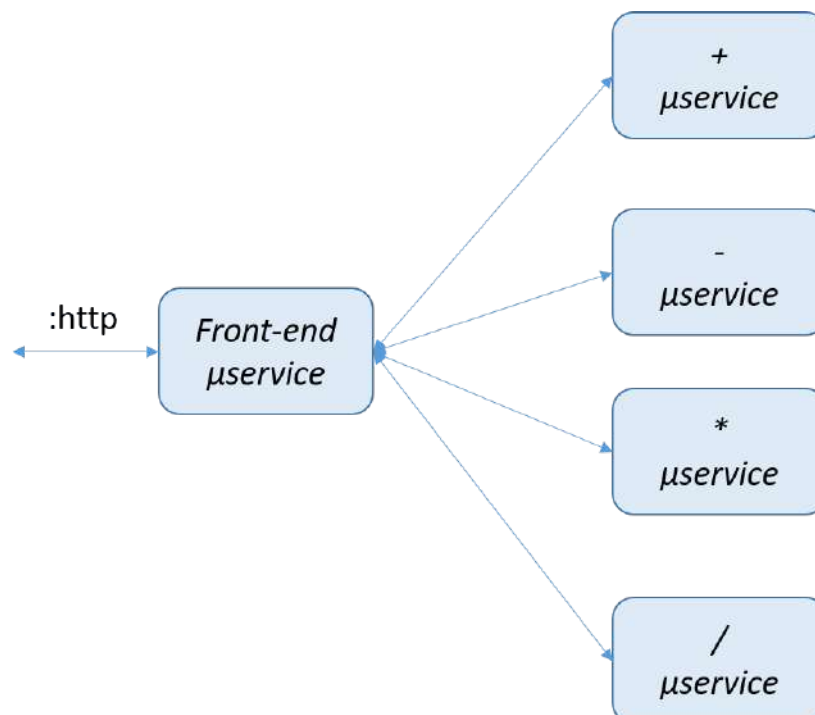 +
μservice
-
μservice
:http
Front-end
μservice
*
μservice
/
μservice